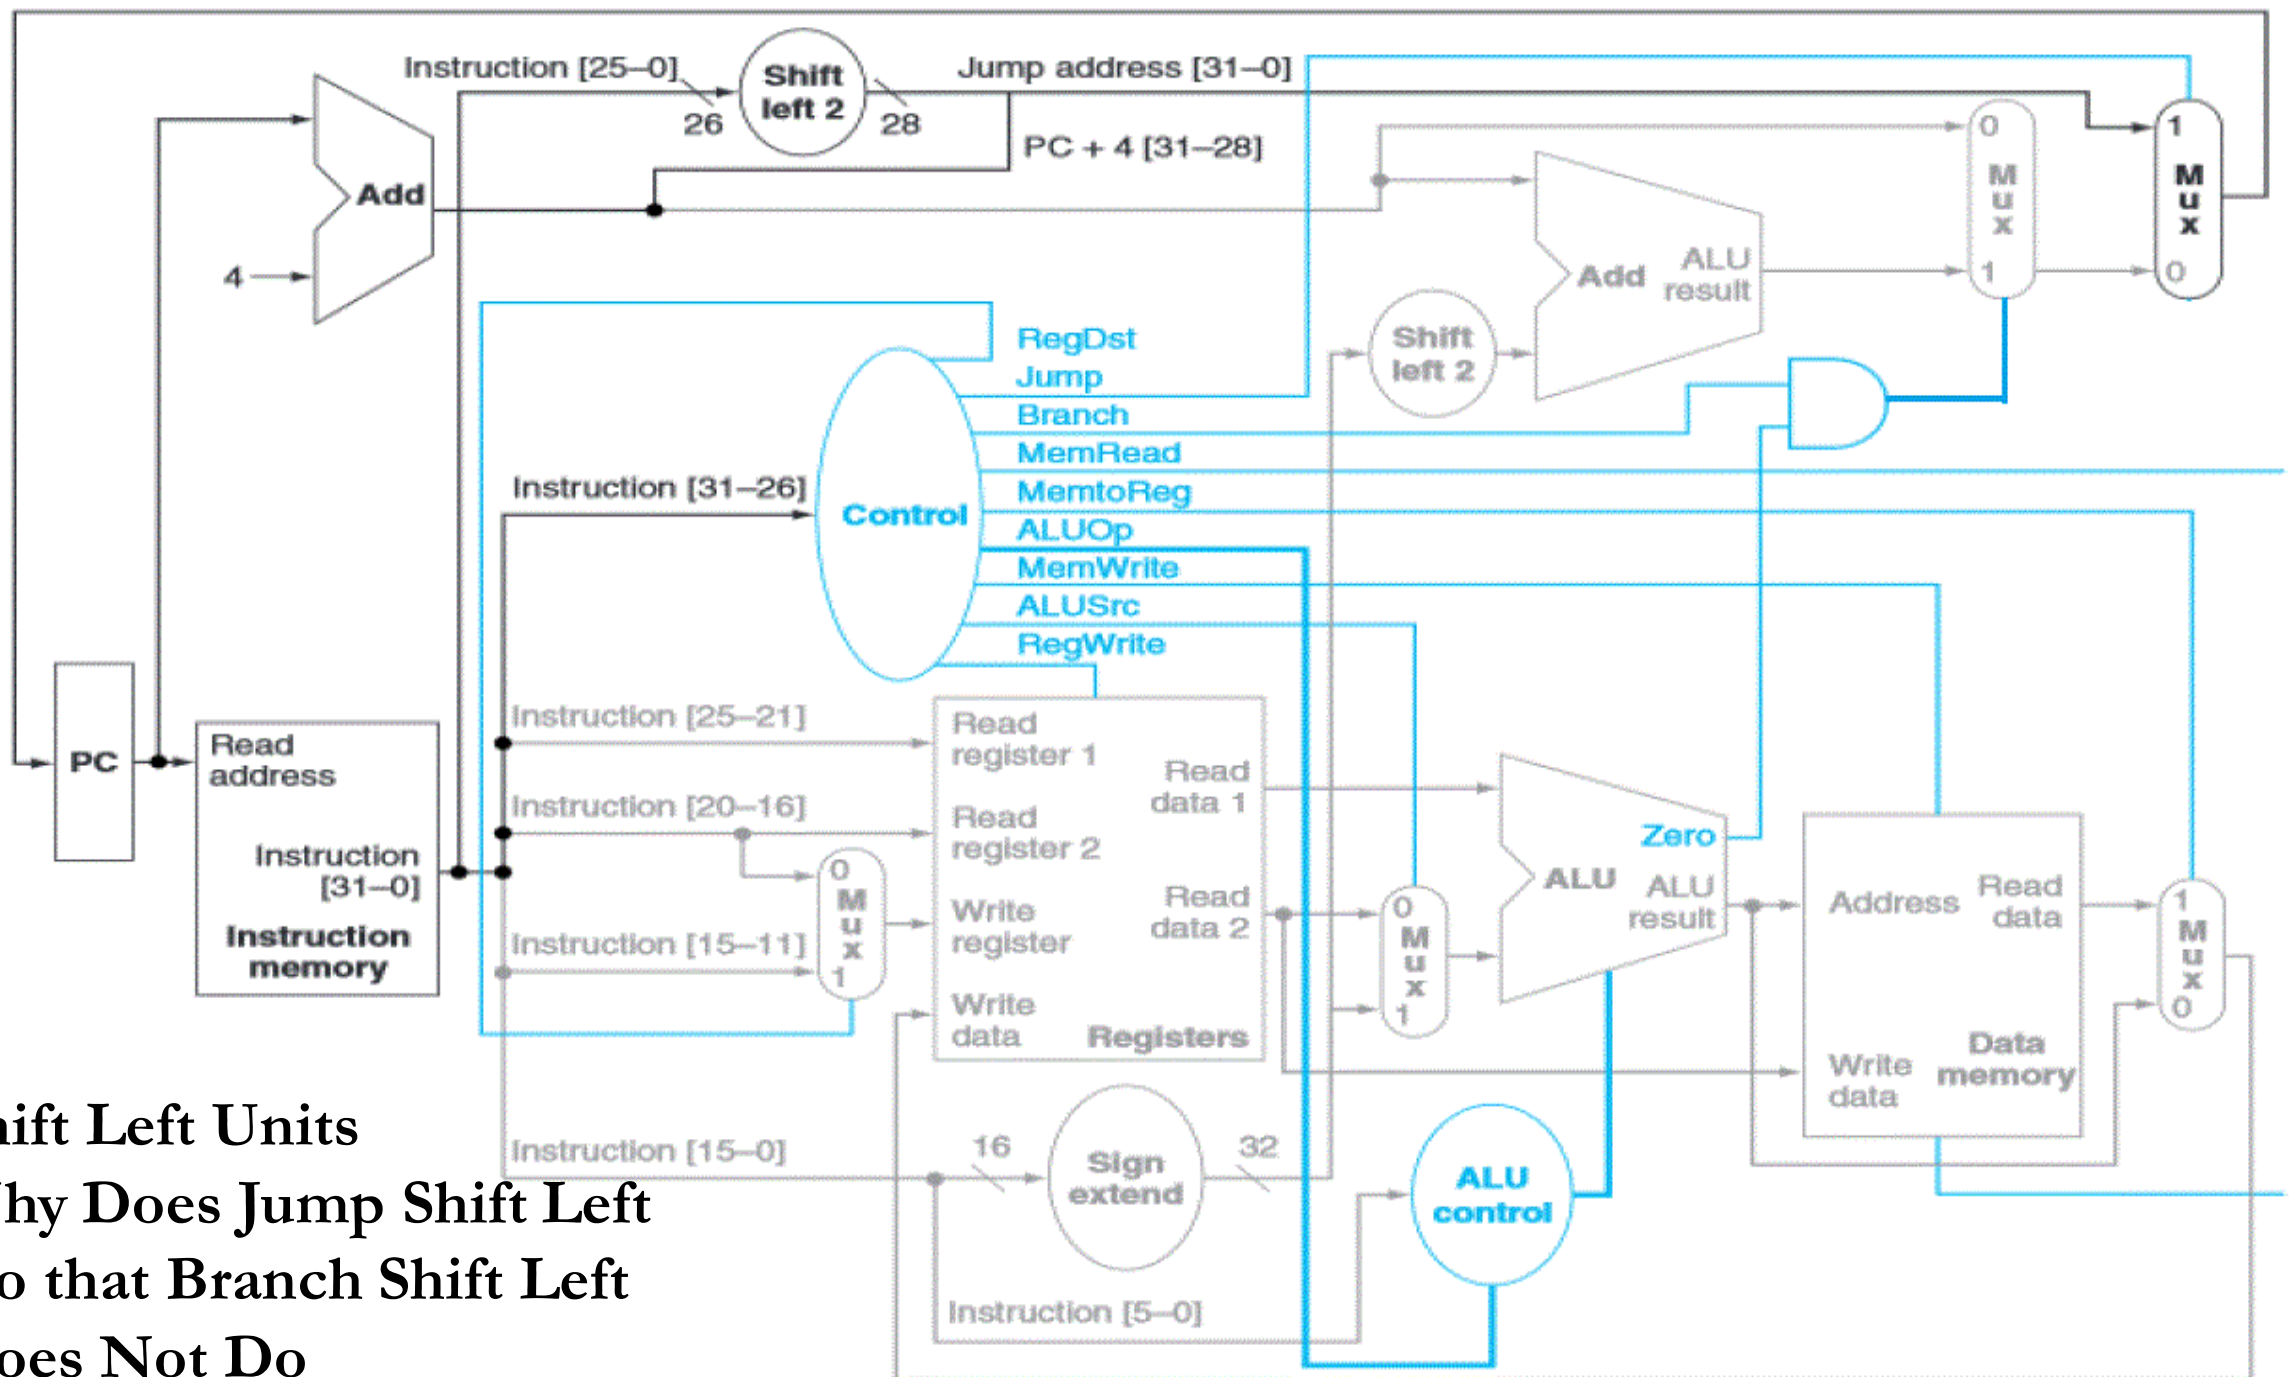 Instruction [25–0]
Shift
left 2
Jump address [31–0]
26
28
PC + 4 [31–28]
Add
4
0
M
u
x
1
1
M
u
x
0
Add
ALU
result
Shift
left 2
RegDst
Jump
Branch
MemRead
MemtoReg
ALUOp
MemWrite
ALUSrc
RegWrite
Control
Instruction [31–26]
PC
Read
address
Instruction
[31–0]
Instruction
memory
Instruction [25–21]
Instruction [20–16]
Instruction [15–11]
0
M
u
x
1
Read
register 1
Read
register 2
Write
register
Write
data
Read
data 1
Read
data 2
Registers
0
M
u
x
1
Zero
ALU
ALU
result
Address
Read
data
Write
data
Data
memory
1
M
u
x
0
Instruction [15–0]
16
Sign
extend
32
ALU
control
Instruction [5–0]
hift Left Units
hy Does Jump Shift Left
o that Branch Shift Left
oes Not Do